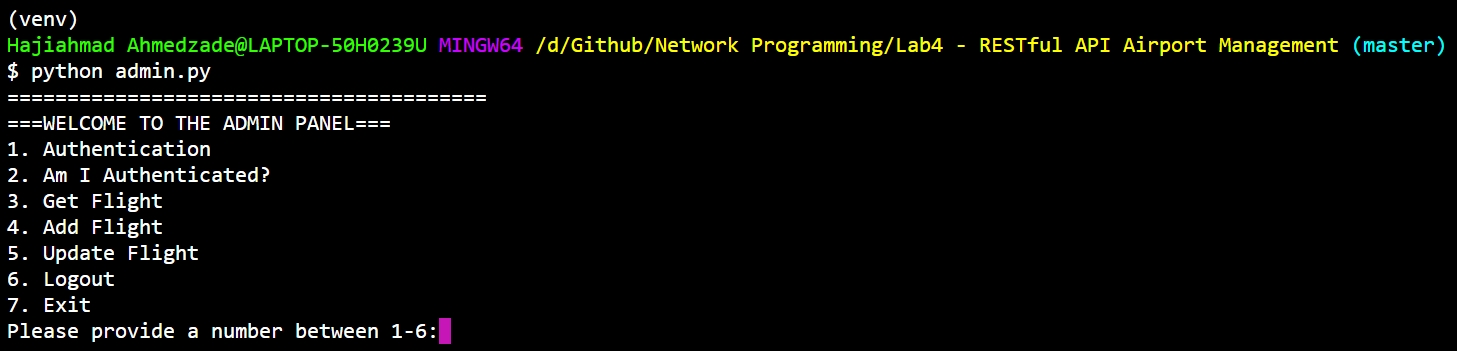 (venv)
Hajiahmad Ahmedzade@LAPTOP-50H0239U MINGW64 /d/Github/Network Programming/Lab4 - RESTful API Airport Management (master)
$ python admin.py
========================================
===WELCOME TO THE ADMIN PANEL===
1. Authentication
2. Am I Authenticated?
3. Get Flight
4. Add Flight
5. Update Flight
6. Logout
7. Exit
Please provide a number between 1-6: